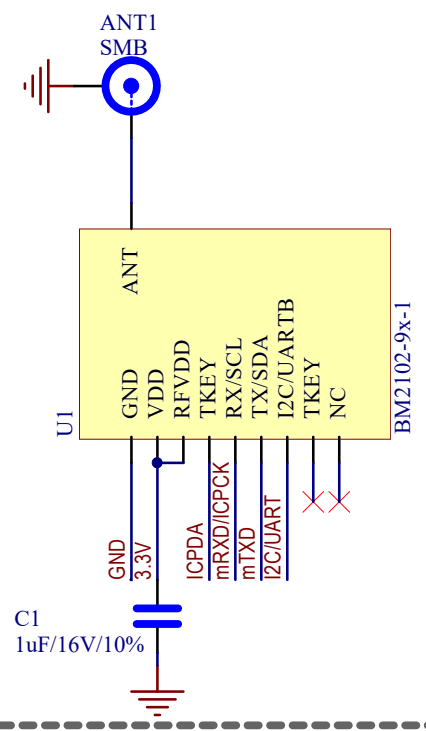 ANT1
SMB
ANT
GND
VDD
RFVDD
TKEY
RX/SCL
TX/SDA
I2C/UARTB
TKEY
NC
U1
BM2102-9x-1
GND
3.3V
ICPDA
mRXD/ICPCK
mTXD
I2C/UART
C1
1uF/16V/10%